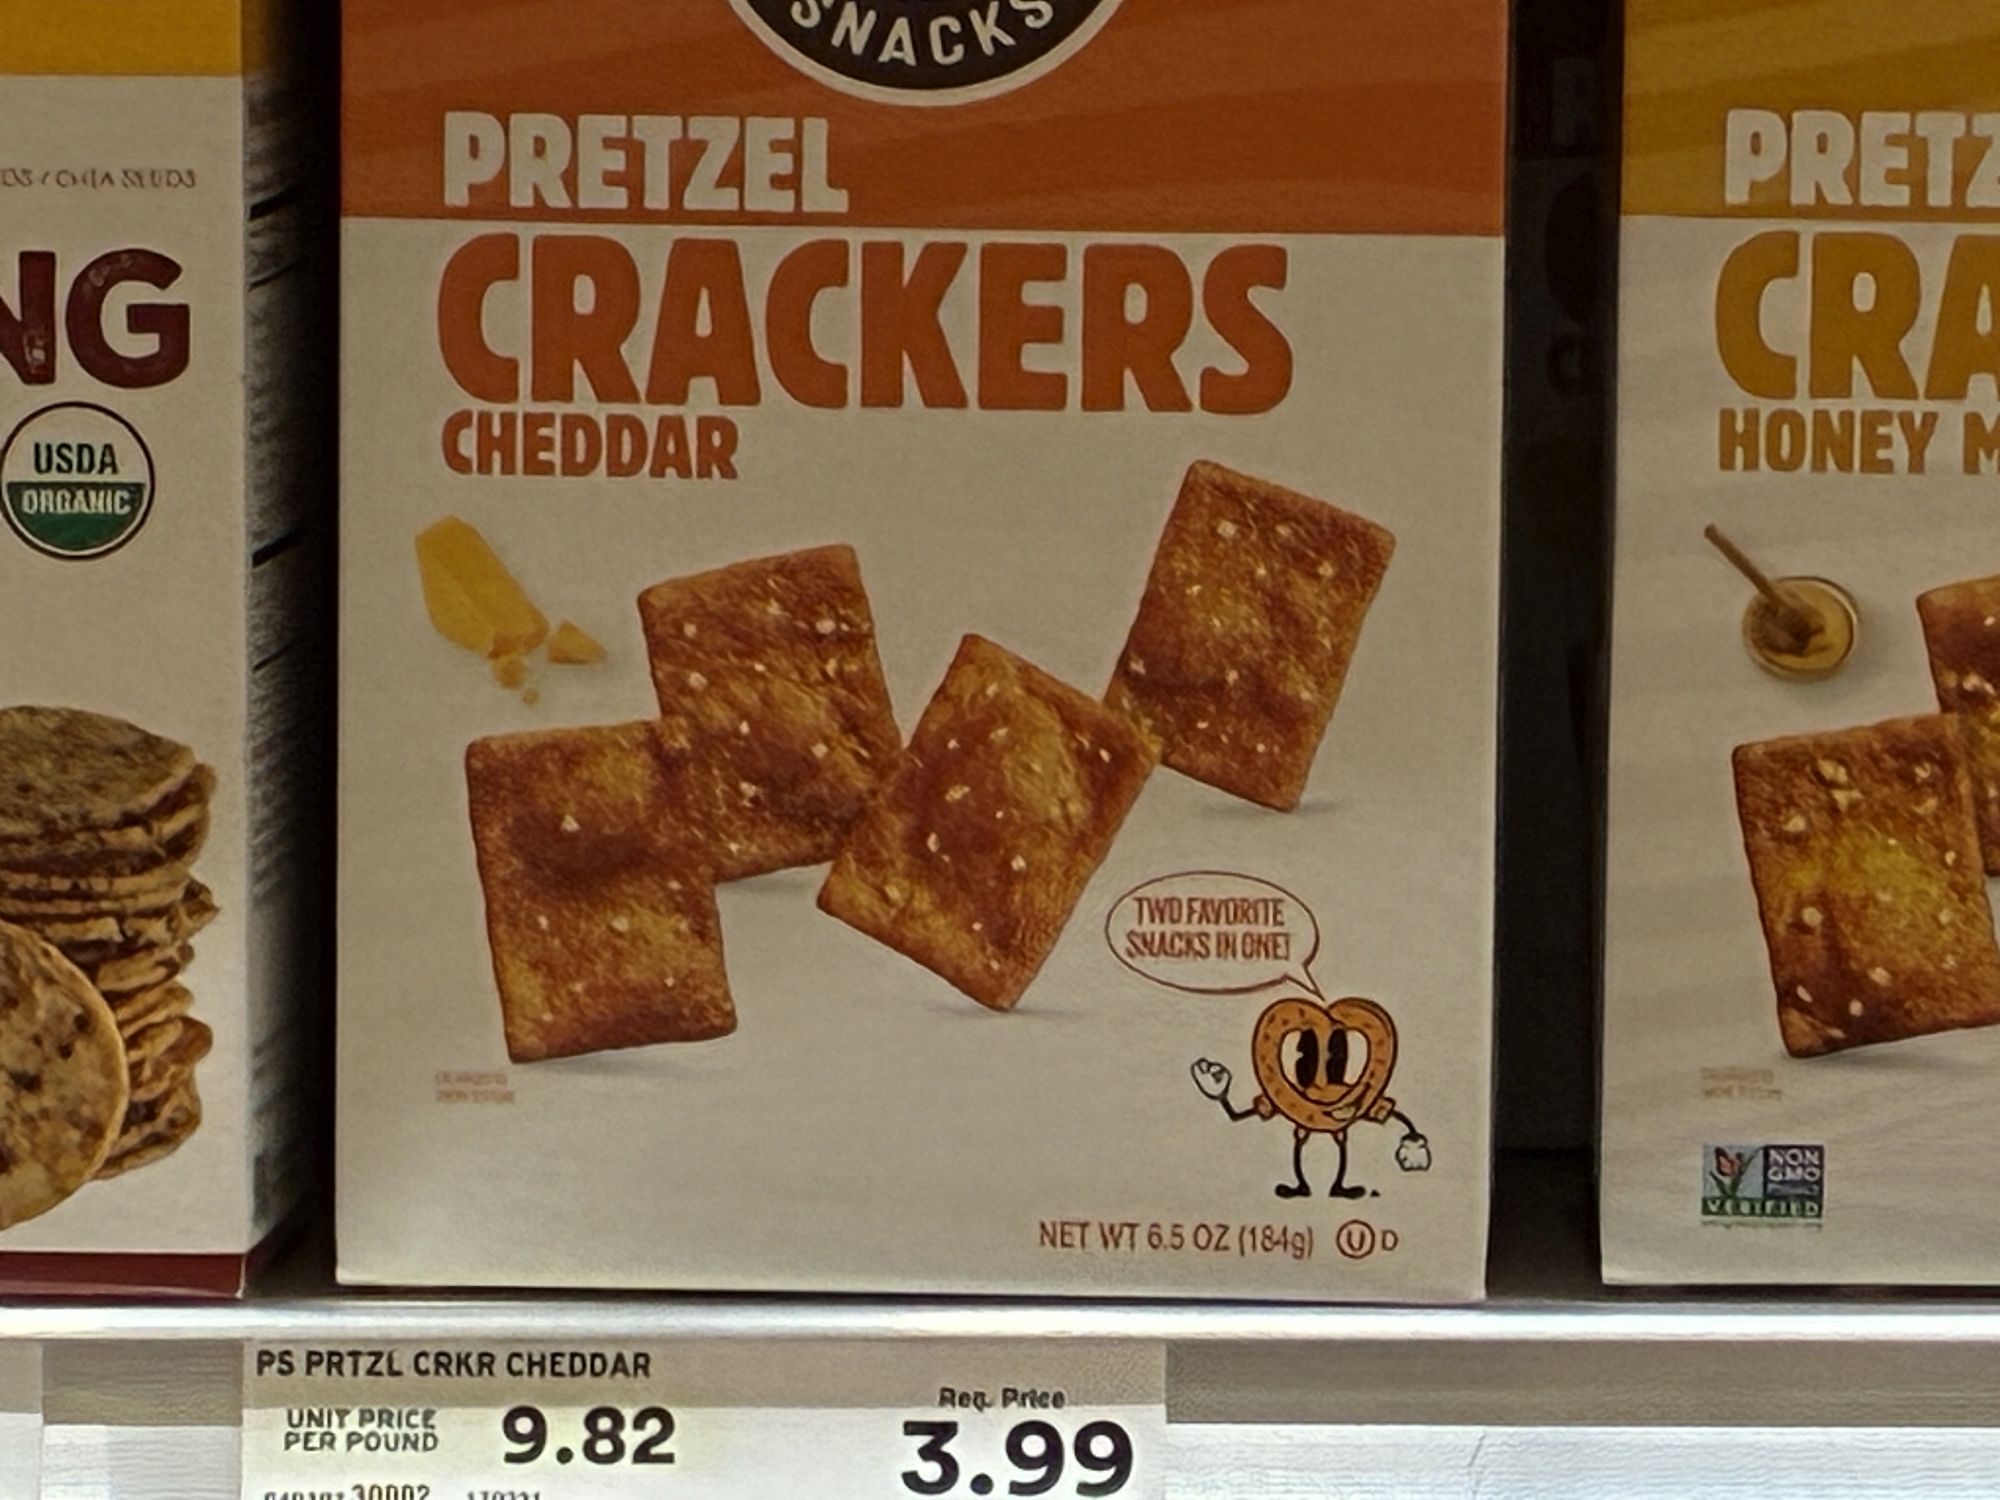 SNACKS
PRETZEL
CRACKERS
CHEDDAR
TWO FAVORITE
SNACKS IN ONE!
NET WT 6.5 OZ (184g) U D
NG
USDA
ORGANIC
PRETZ
CRA
HONEY M
NON
GMO
VERIFIED
PS PRTZL CRKR CHEDDAR
UNIT PRICE
PER POUND
9.82
Reg. Price
3.99
30002